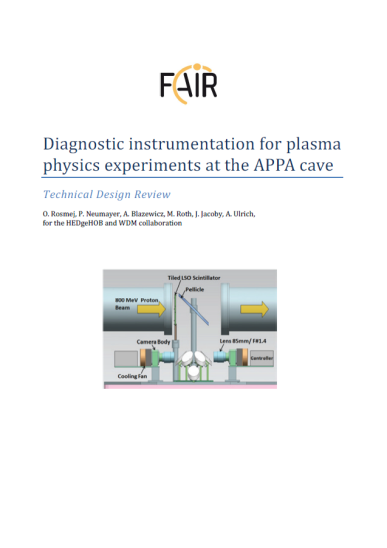 FAIR
Diagnostic instrumentation for plasma
physics experiments at the APPA cave
Technical Design Review
O. Rosmej, P. Neumayer, A. Blazewicz, M. Roth, J. Jacoby, A. Ulrich,
for the HEDgeHOB and WDM collaboration
Tiled LSO Scintillator
Pellicle
800 MeV Proton
Beam
Camera Body
Lens 85mm/ F#1.4
Controller
Cooling Fan